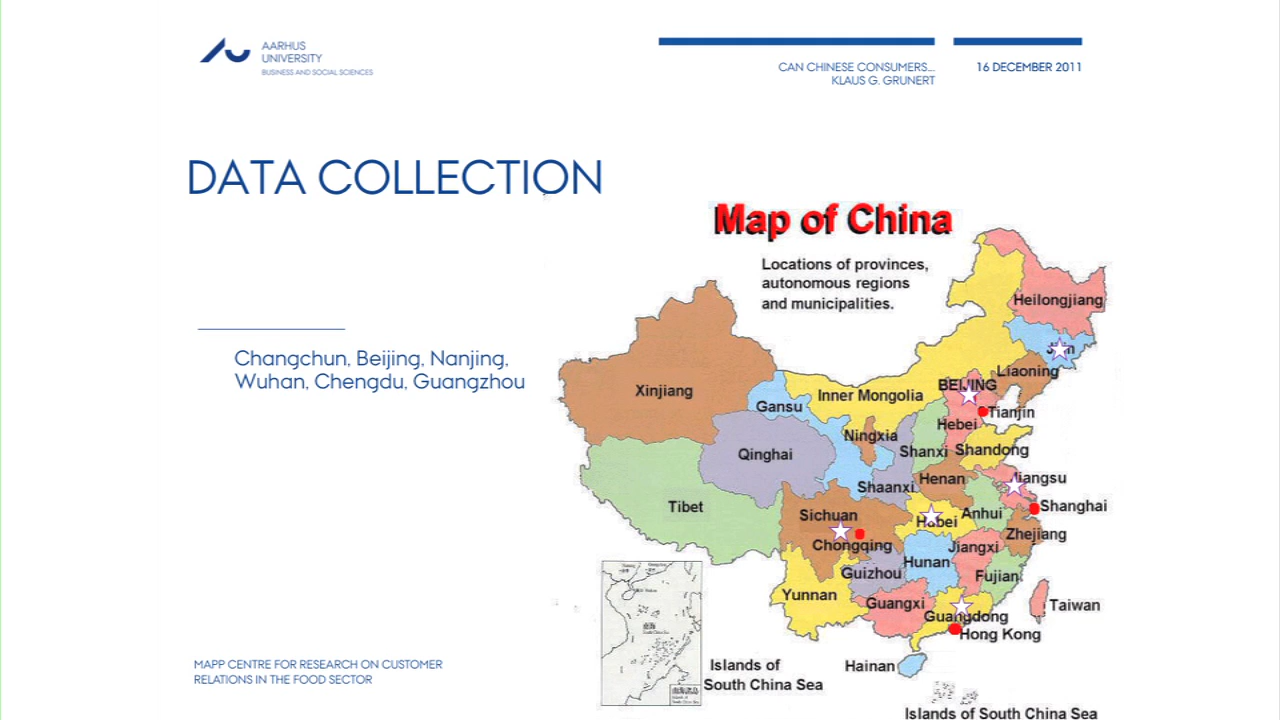 AARHUS
UNIVERSITY
BUSINESS AND SOCIAL SCIENCES
CAN CHINESE CONSUMERS...
KLAUS G. GRUNERT
16 DECEMBER 2011
DATA COLLECTION
Changchun, Beijing, Nanjing,
Wuhan, Chengdu, Guangzhou
Map of China
Locations of provinces,
autonomous regions
and municipalities.
Heilongjiang
Liaoning
BEIJING
Xinjiang
Inner Mongolia
Gansu
Tianjin
Hebei
Ningxia
Shanxi
Shandong
Qinghai
Henan
Jiangsu
Shaanxi
Tibet
Shanghai
Sichuan
Anhui
Hubei
Zhejiang
Chongqing
Jiangxi
Hunan
Guizhou
Fujian
Yunnan
Guangxi
Taiwan
Guangdong
Hong Kong
Hainan
Islands of
South China Sea
Islands of South China Sea
MAPP CENTRE FOR RESEARCH ON CUSTOMER
RELATIONS IN THE FOOD SECTOR